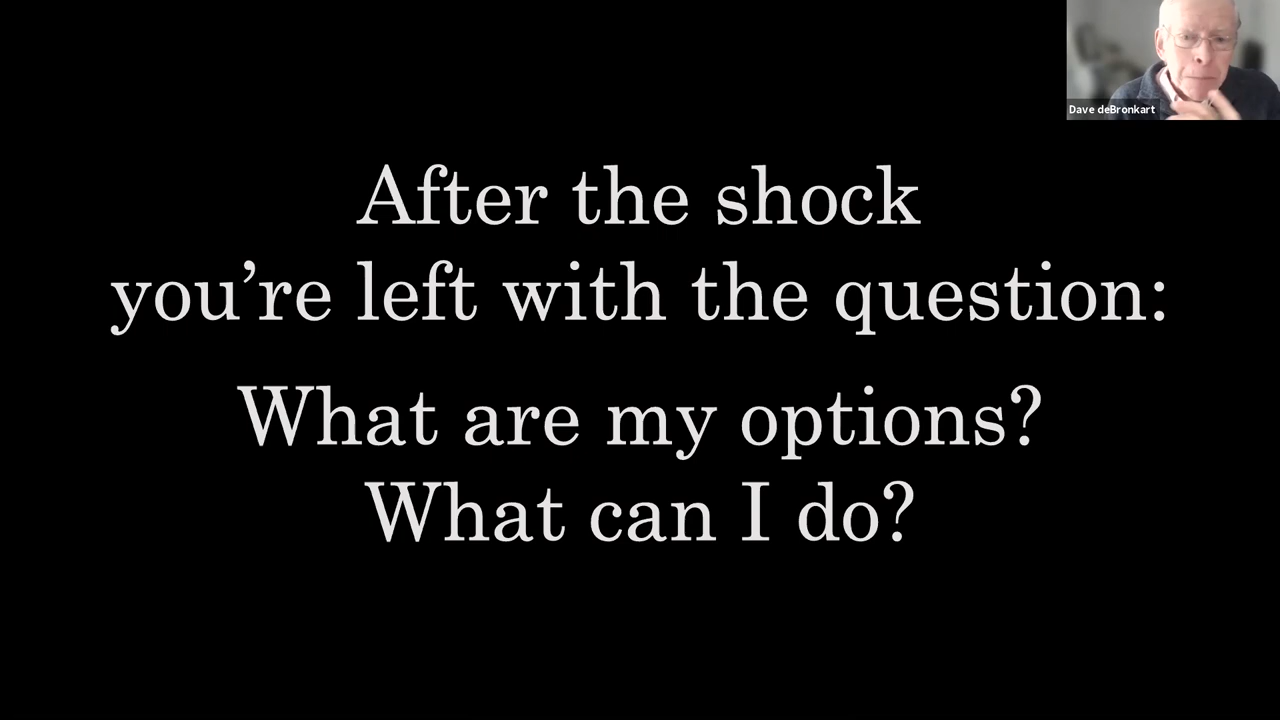 Dave deBronkart
After the shock
you’re left with the question:
What are my options?
What can I do?